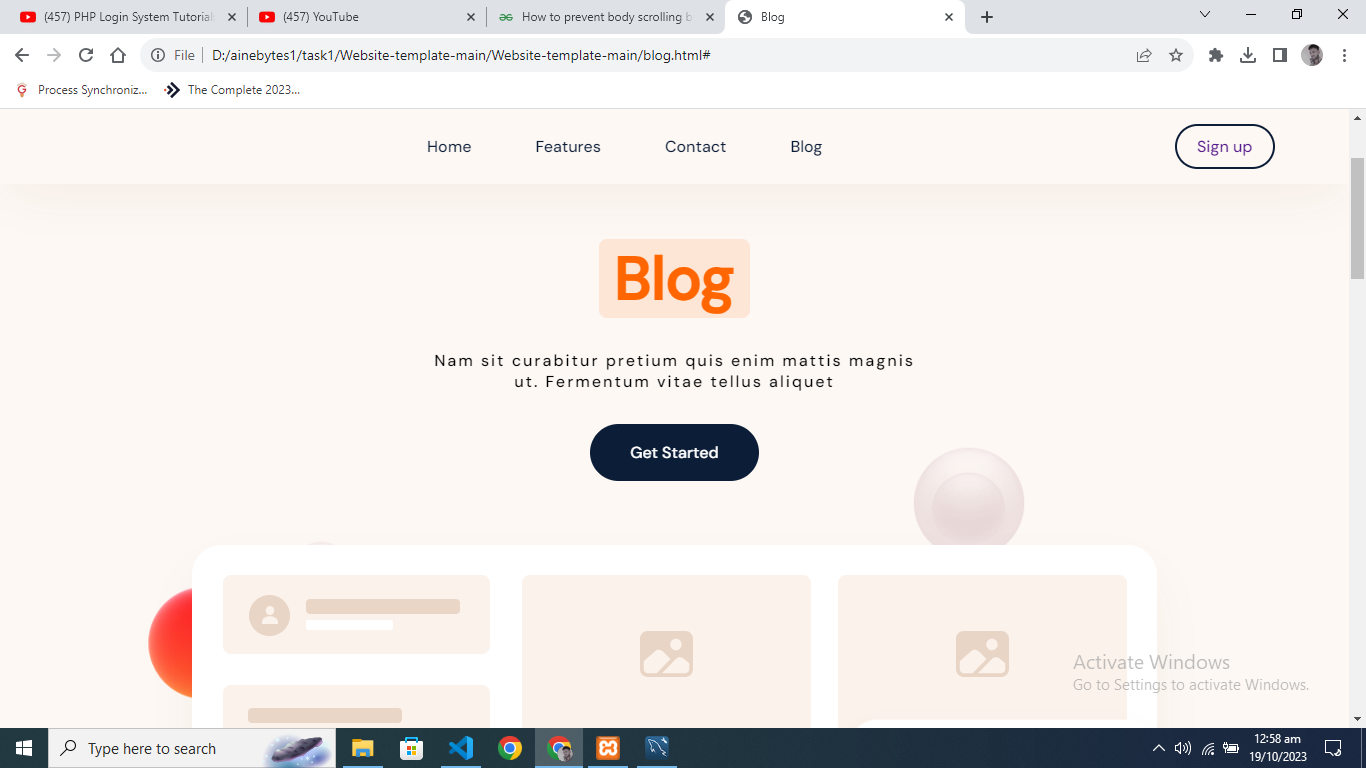 (457) PHP Login System Tutorial
(457) YouTube
How to prevent body scrolling b
Blog
File
D:/ainebytes1/task1/Website-template-main/Website-template-main/blog.html#
Process Synchroniz...
The Complete 2023...
Home
Features
Contact
Blog
Sign up
Blog
Nam sit curabitur pretium quis enim mattis magnis
ut. Fermentum vitae tellus aliquet
Get Started
Activate Windows
Go to Settings to activate Windows.
Type here to search
12:58 am
19/10/2023